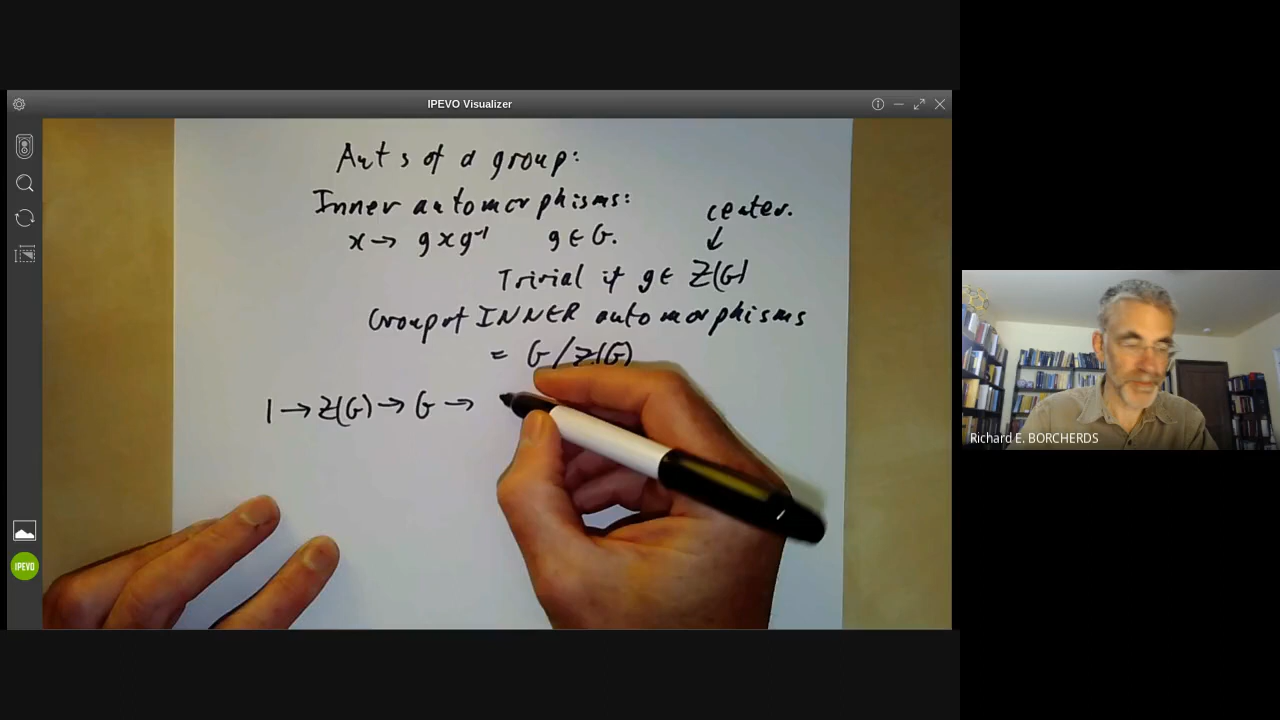 IPEVO Visualizer
Auts of a group:
Inner automorphisms:
center.
x → gxg⁻¹ g ∈ G.
↓
Trivial if g ∈ Z(G)
Group of INNER automorphisms
= G/Z(G)
1 → Z(G) → G →
Richard E. BORCHERDS
IPEVO